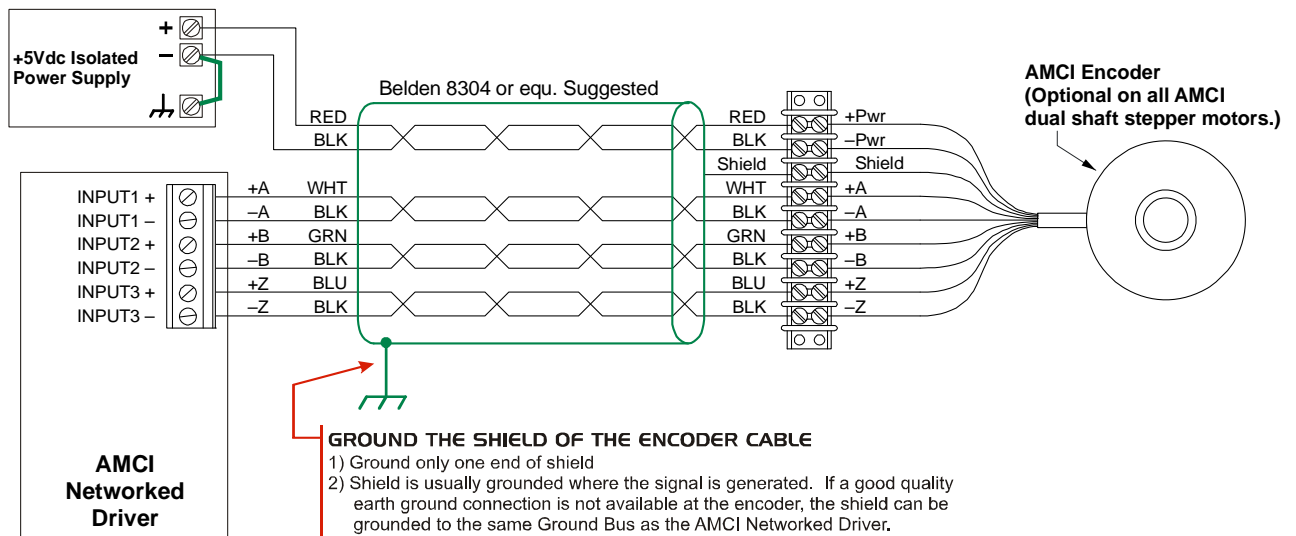 +
–
+5Vdc Isolated
Power Supply
Belden 8304 or equ. Suggested
AMCI Encoder
(Optional on all AMCI
dual shaft stepper motors.)
RED
BLK
RED
BLK
Shield
+Pwr
–Pwr
Shield
INPUT1 + +A WHT WHT +A
INPUT1 – –A BLK BLK –A
INPUT2 + +B GRN GRN +B
INPUT2 – –B BLK BLK –B
INPUT3 + +Z BLU BLU +Z
INPUT3 – –Z BLK BLK –Z
AMCI
Networked
Driver
GROUND THE SHIELD OF THE ENCODER CABLE
1) Ground only one end of shield
2) Shield is usually grounded where the signal is generated. If a good quality
earth ground connection is not available at the encoder, the shield can be
grounded to the same Ground Bus as the AMCI Networked Driver.